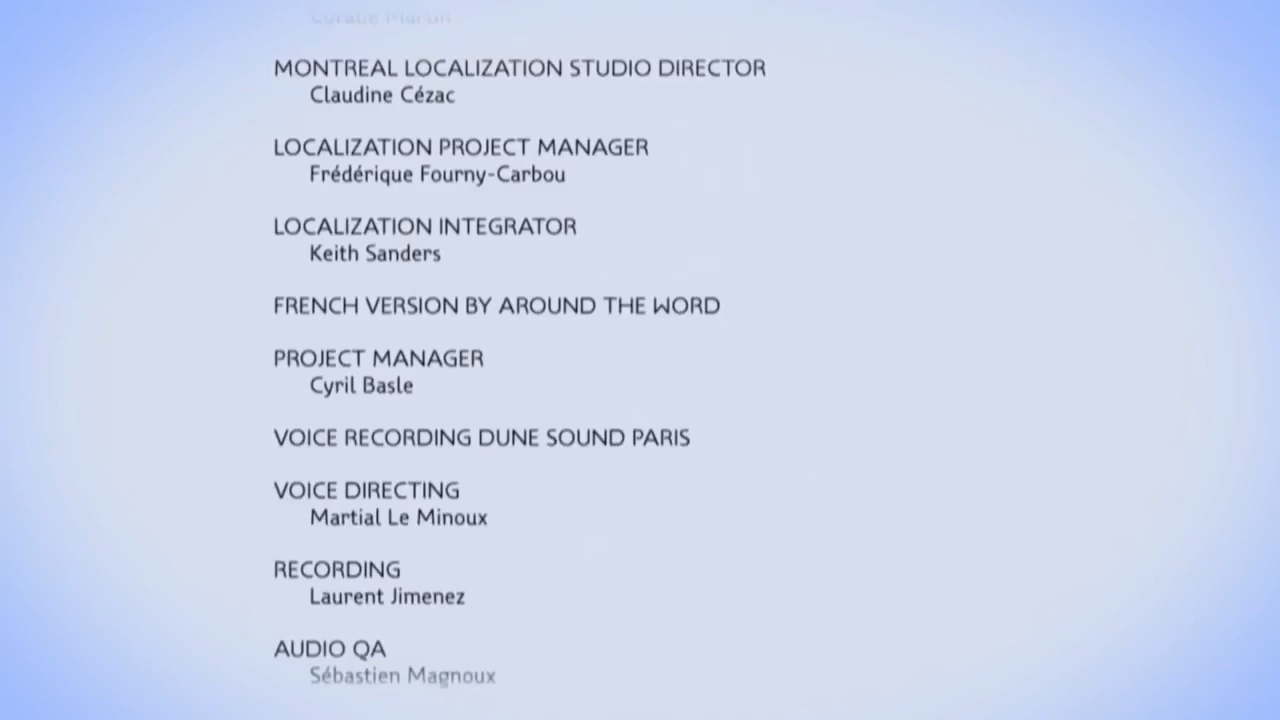 MONTREAL LOCALIZATION STUDIO DIRECTOR
Claudine Cézac
LOCALIZATION PROJECT MANAGER
Frédérique Fourny-Carbou
LOCALIZATION INTEGRATOR
Keith Sanders
FRENCH VERSION BY AROUND THE WORD
PROJECT MANAGER
Cyril Basle
VOICE RECORDING DUNE SOUND PARIS
VOICE DIRECTING
Martial Le Minoux
RECORDING
Laurent Jimenez
AUDIO QA
Sébastien Magnoux